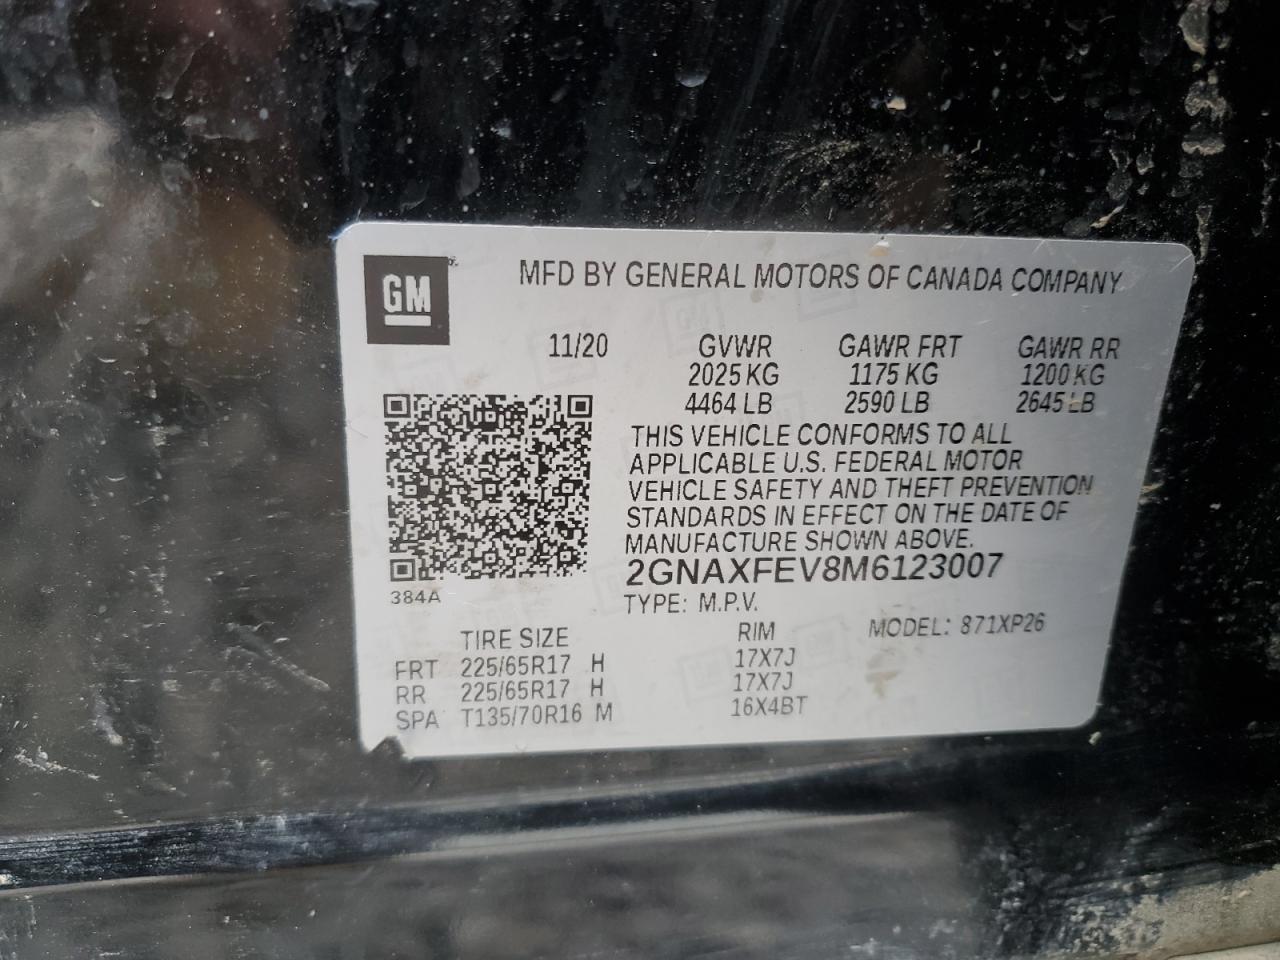 GM
MFD BY GENERAL MOTORS OF CANADA COMPANY
11/20 GVWR GAWR FRT GAWR RR
2025 KG 1175 KG 1200 KG
4464 LB 2590 LB 2645 LB
THIS VEHICLE CONFORMS TO ALL
APPLICABLE U.S. FEDERAL MOTOR
VEHICLE SAFETY AND THEFT PREVENTION
STANDARDS IN EFFECT ON THE DATE OF
MANUFACTURE SHOWN ABOVE.
2GNAXFEV8M6123007
384A
TYPE: M.P.V.
TIRE SIZE RIM MODEL: 871XP26
FRT 225/65R17 H 17X7J
RR 225/65R17 H 17X7J
SPA T135/70R16 M 16X4BT